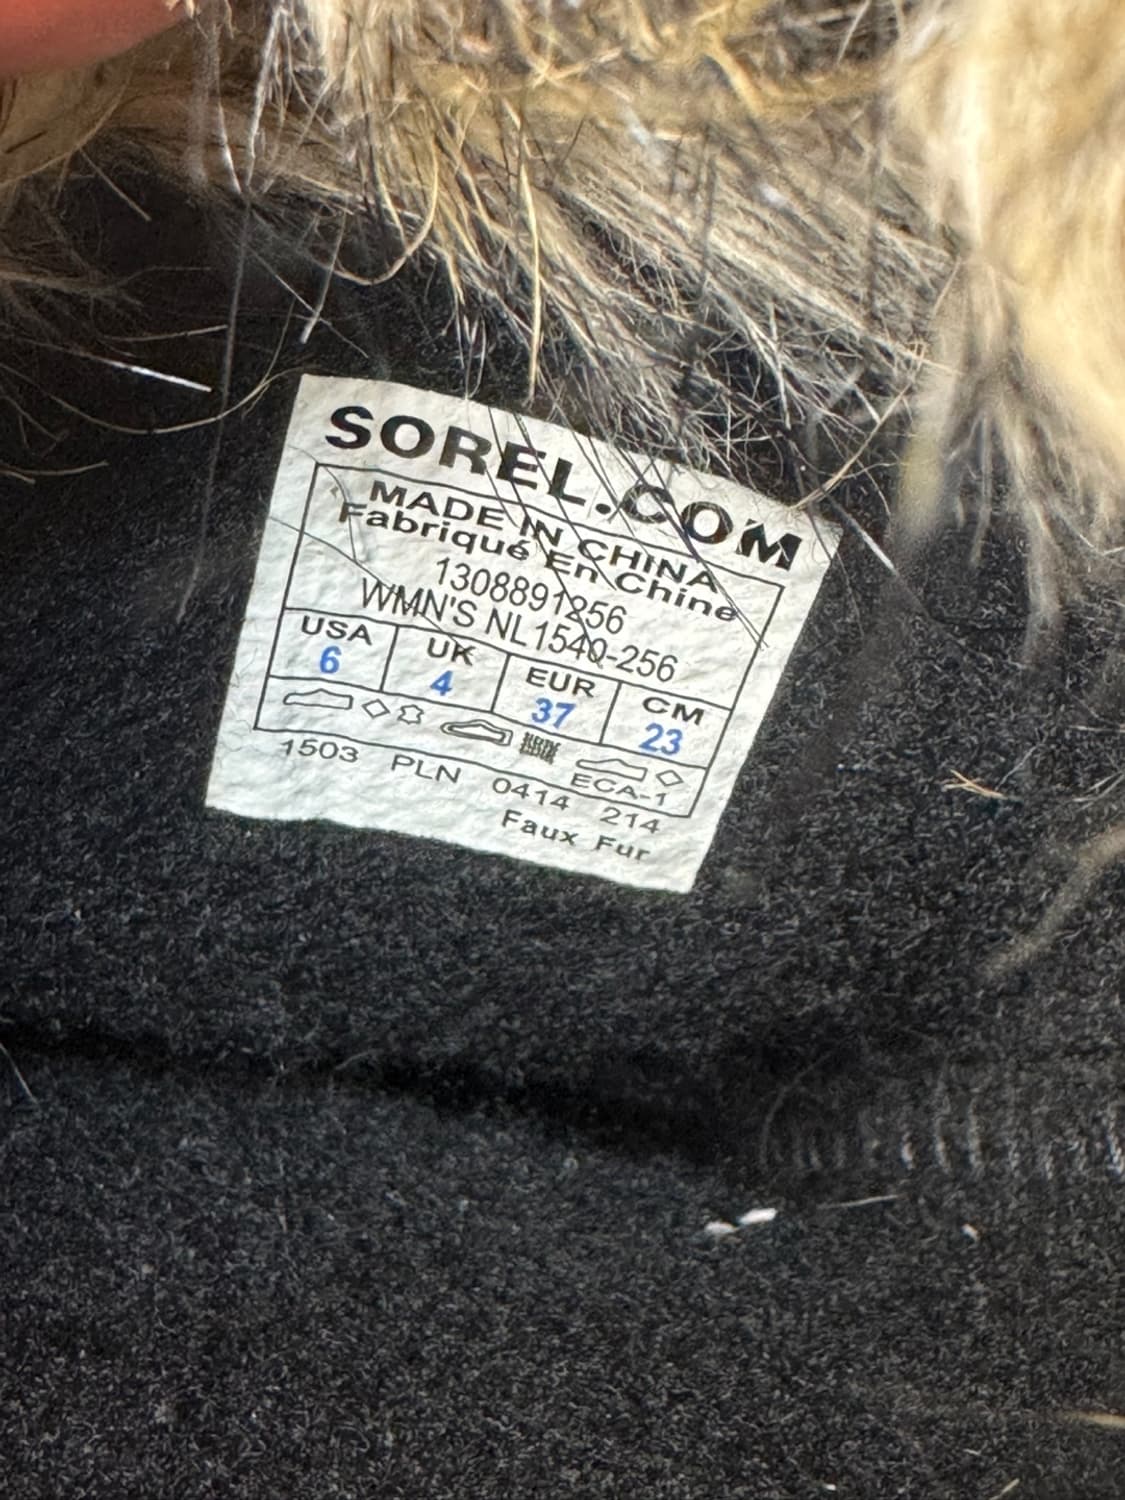 SOREL.COM
MADE IN CHINA
Fabriqué En Chine
1308891256
WMN'S NL1540-256
USA UK EUR CM
6 4 37 23
ECA-1
1503 PLN 0414 214
Faux Fur